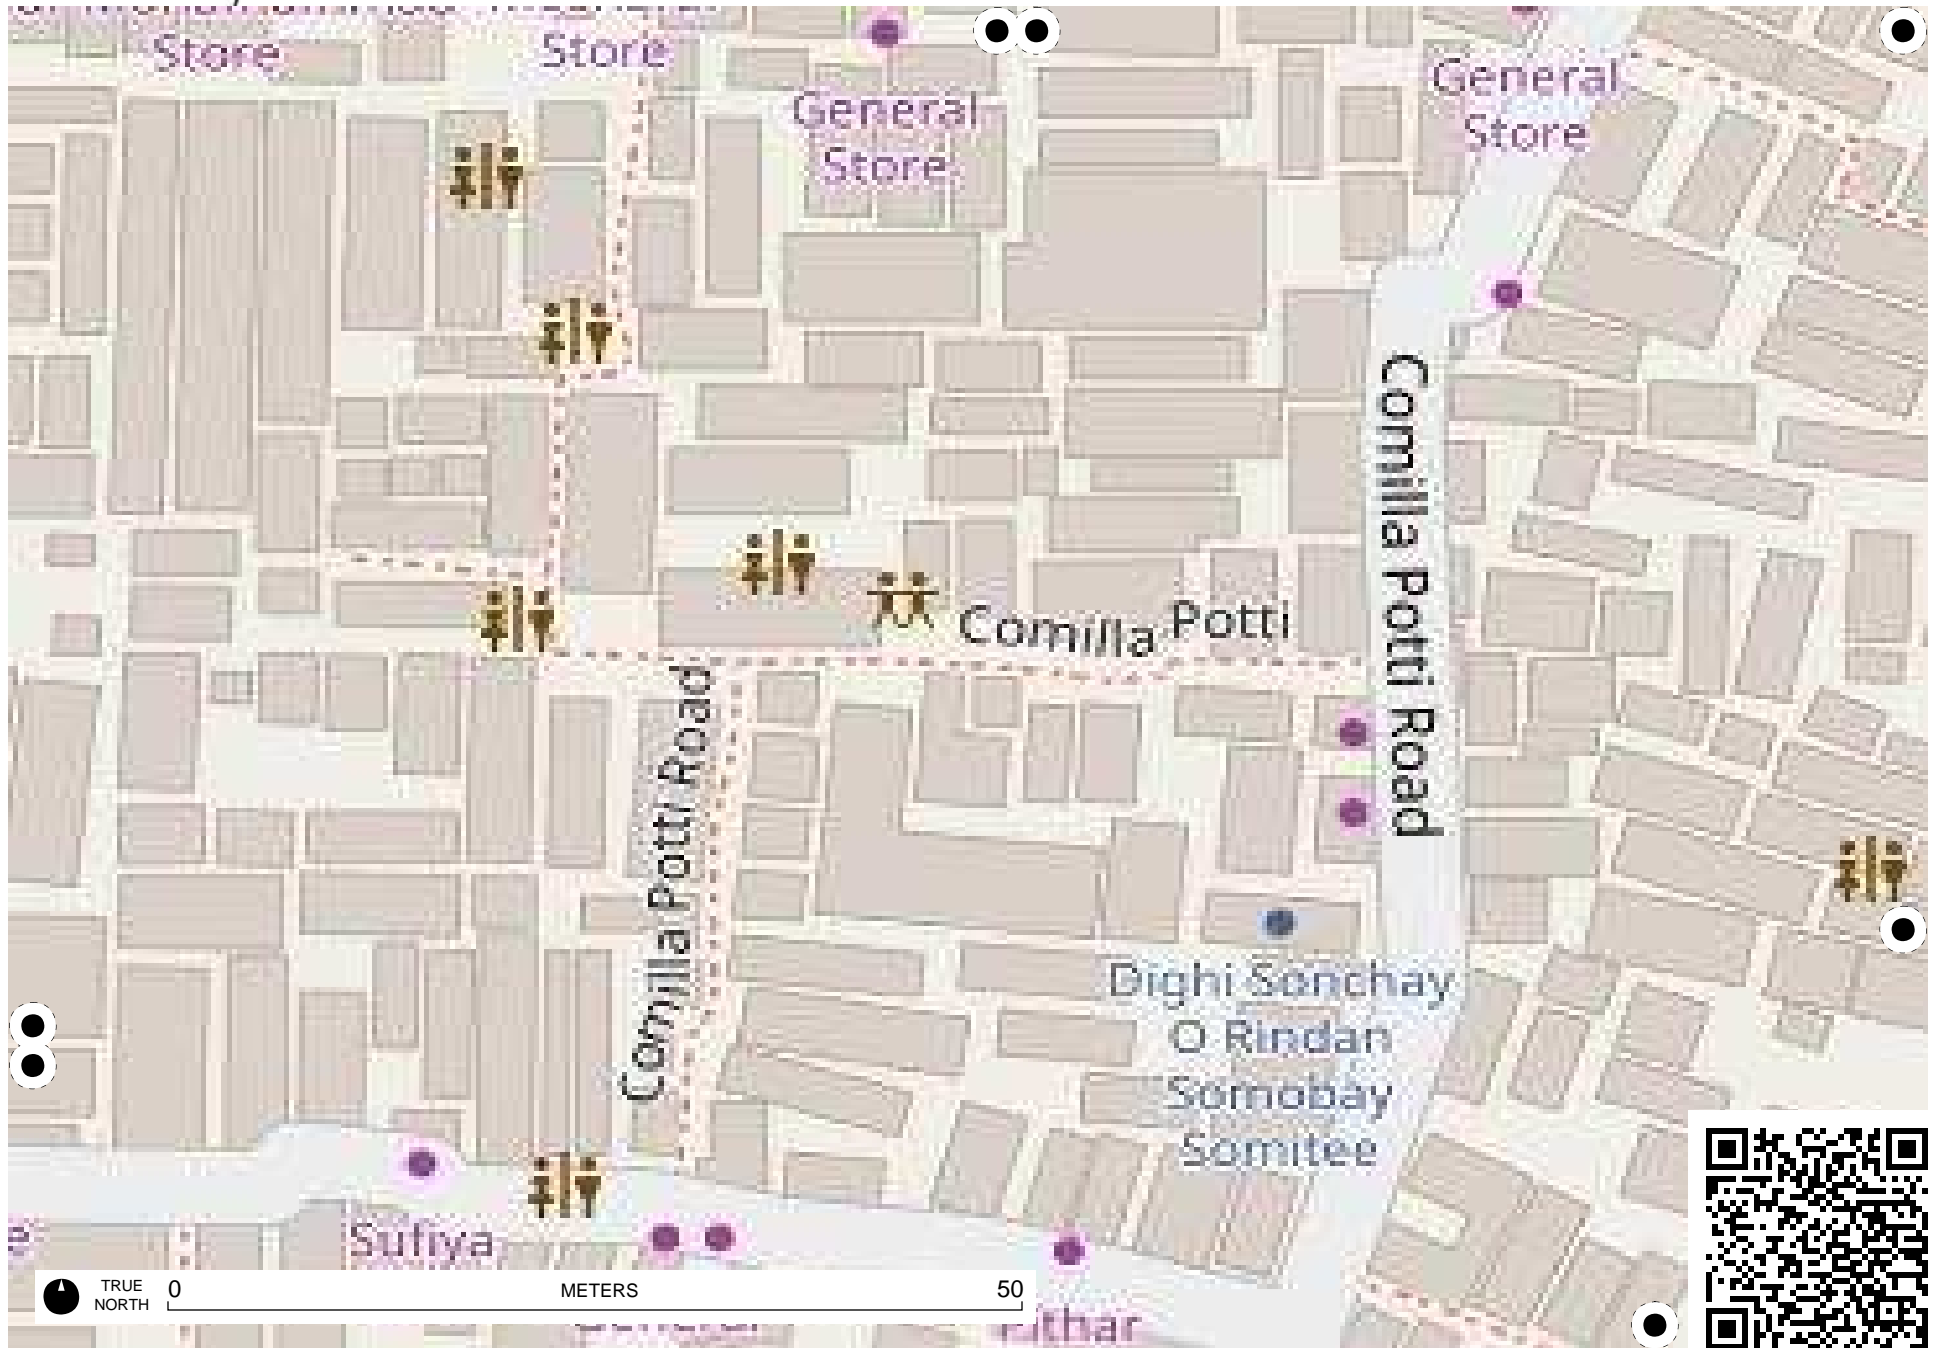 Store
Store
General
Store
General
Store
Comilla Potti Road
Comilla Potti
Comilla Potti Road
Dighi Sonchay
O Rindan
Somobay
Somitee
Sufiya
TRUE
NORTH
0
METERS
50
General